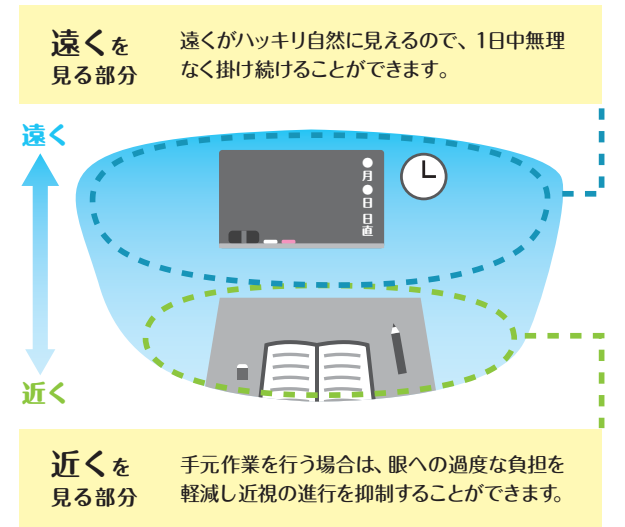 遠くを
見る部分
遠くがハッキリ自然に見えるので、1日中無理
なく掛け続けることができます。
遠く
●月●日 日直
近く
近くを
見る部分
手元作業を行う場合は、眼への過度な負担を
軽減し近視の進行を抑制することができます。